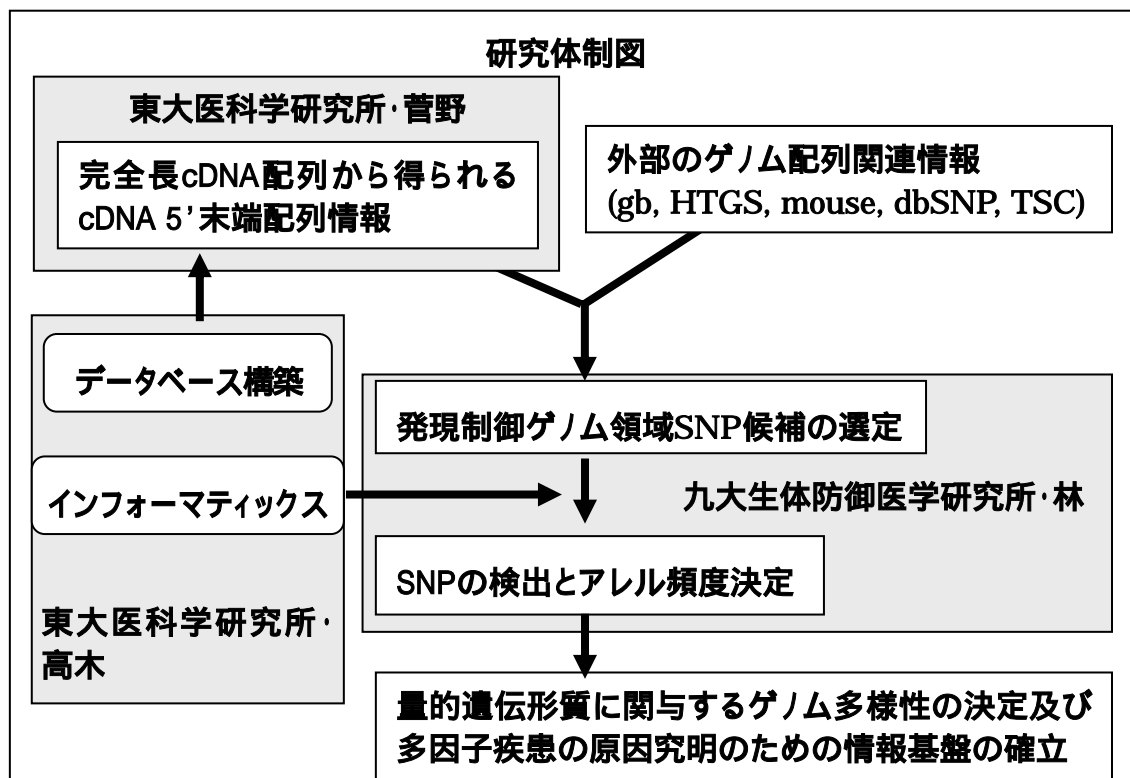 研究体制図
東大医科学研究所・菅野
完全長cDNA配列から得られる
cDNA 5’末端配列情報
外部のゲノム配列関連情報
(gb, HTGS, mouse, dbSNP, TSC)
データベース構築
インフォーマティックス
東大医科学研究所・
高木
発現制御ゲノム領域SNP候補の選定
九大生体防御医学研究所・林
SNPの検出とアレル頻度決定
量的遺伝形質に関与するゲノム多様性の決定及び
多因子疾患の原因究明のための情報基盤の確立